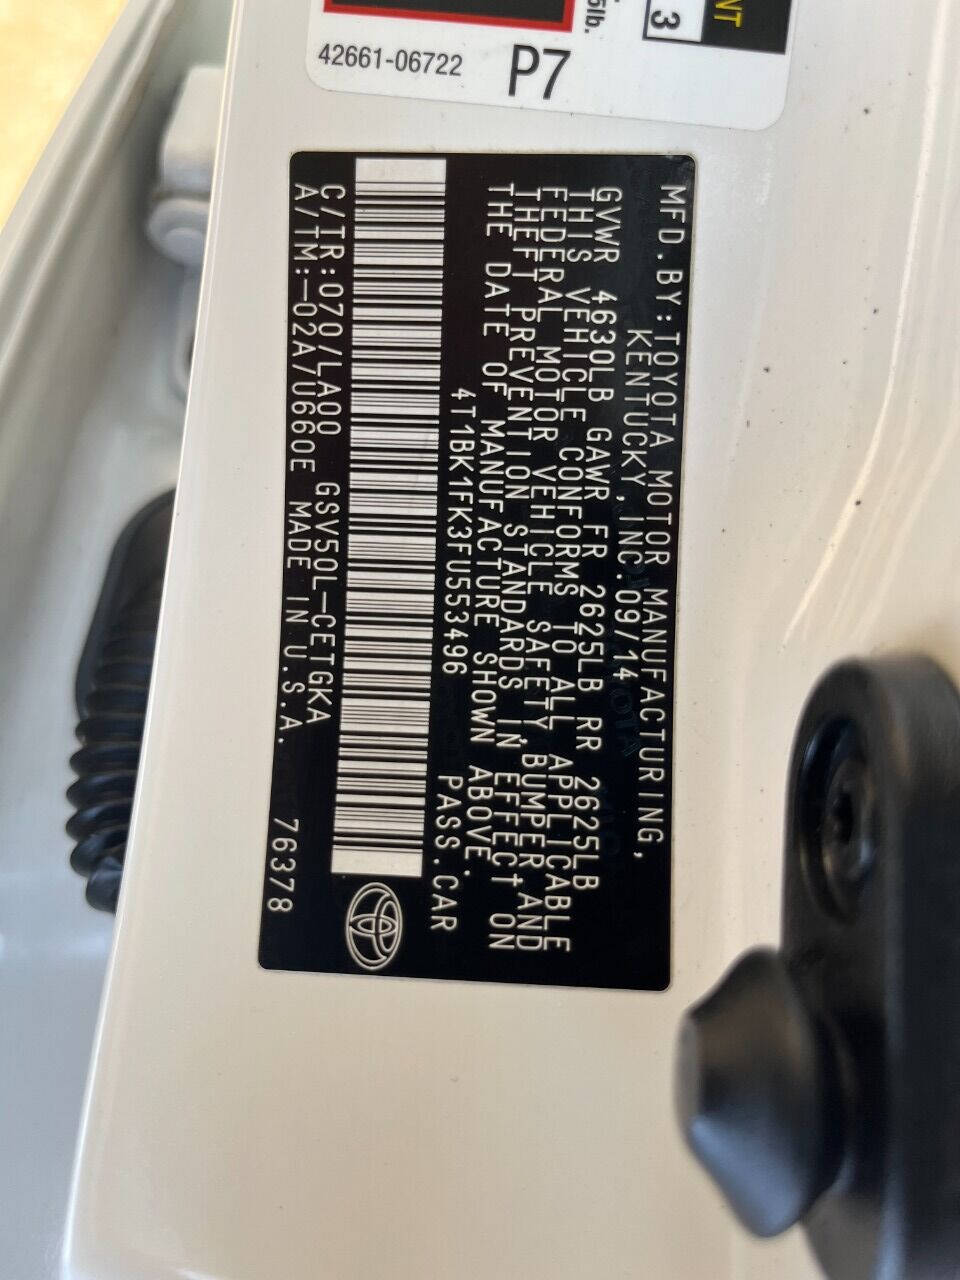 5lb.
NT
3
42661-06722
P7
MFD.BY:TOYOTA MOTOR MANUFACTURING,
KENTUCKY,INC.09/14
GVWR 4630LB GAWR FR 2625LB RR 2625LB
THIS VEHICLE CONFORMS TO ALL APPLICABLE
FEDERAL MOTOR VEHICLE SAFETY,BUMPER,AND
THEFT PREVENTION STANDARDS IN EFFECT ON
THE DATE OF MANUFACTURE SHOWN ABOVE.
4T1BK1FK3FU553496 PASS.CAR
C/TR:070/LA00 GSV50L-CETGKA
A/TM:-02A/U660E MADE IN U.S.A. 76378